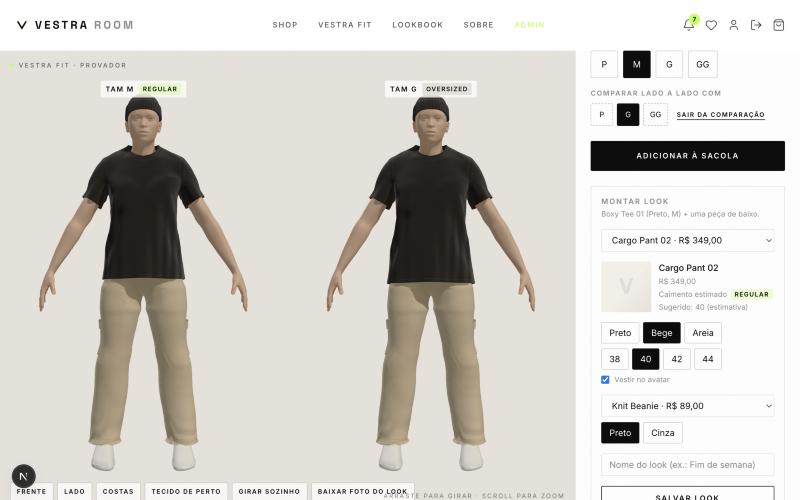 VESTRA ROOM
SHOP VESTRA FIT LOOKBOOK SOBRE ADMIN
7
VESTRA FIT · PROVADOR
TAM M REGULAR
TAM G OVERSIZED
P M G GG
COMPARAR LADO A LADO COM
P G GG SAIR DA COMPARAÇÃO
ADICIONAR À SACOLA
MONTAR LOOK
Boxy Tee 01 (Preto, M) + uma peça de baixo.
Cargo Pant 02 · R$ 349,00
V
Cargo Pant 02
R$ 349,00
Caimento estimado REGULAR
Sugerido: 40 (estimativa)
Preto Bege Areia
38 40 42 44
Vestir no avatar
Knit Beanie · R$ 89,00
Preto Cinza
Nome do look (ex.: Fim de semana)
SALVAR LOOK
N
FRENTE LADO COSTAS TECIDO DE PERTO GIRAR SOZINHO BAIXAR FOTO DO LOOK
ARRASTE PARA GIRAR · SCROLL PARA ZOOM